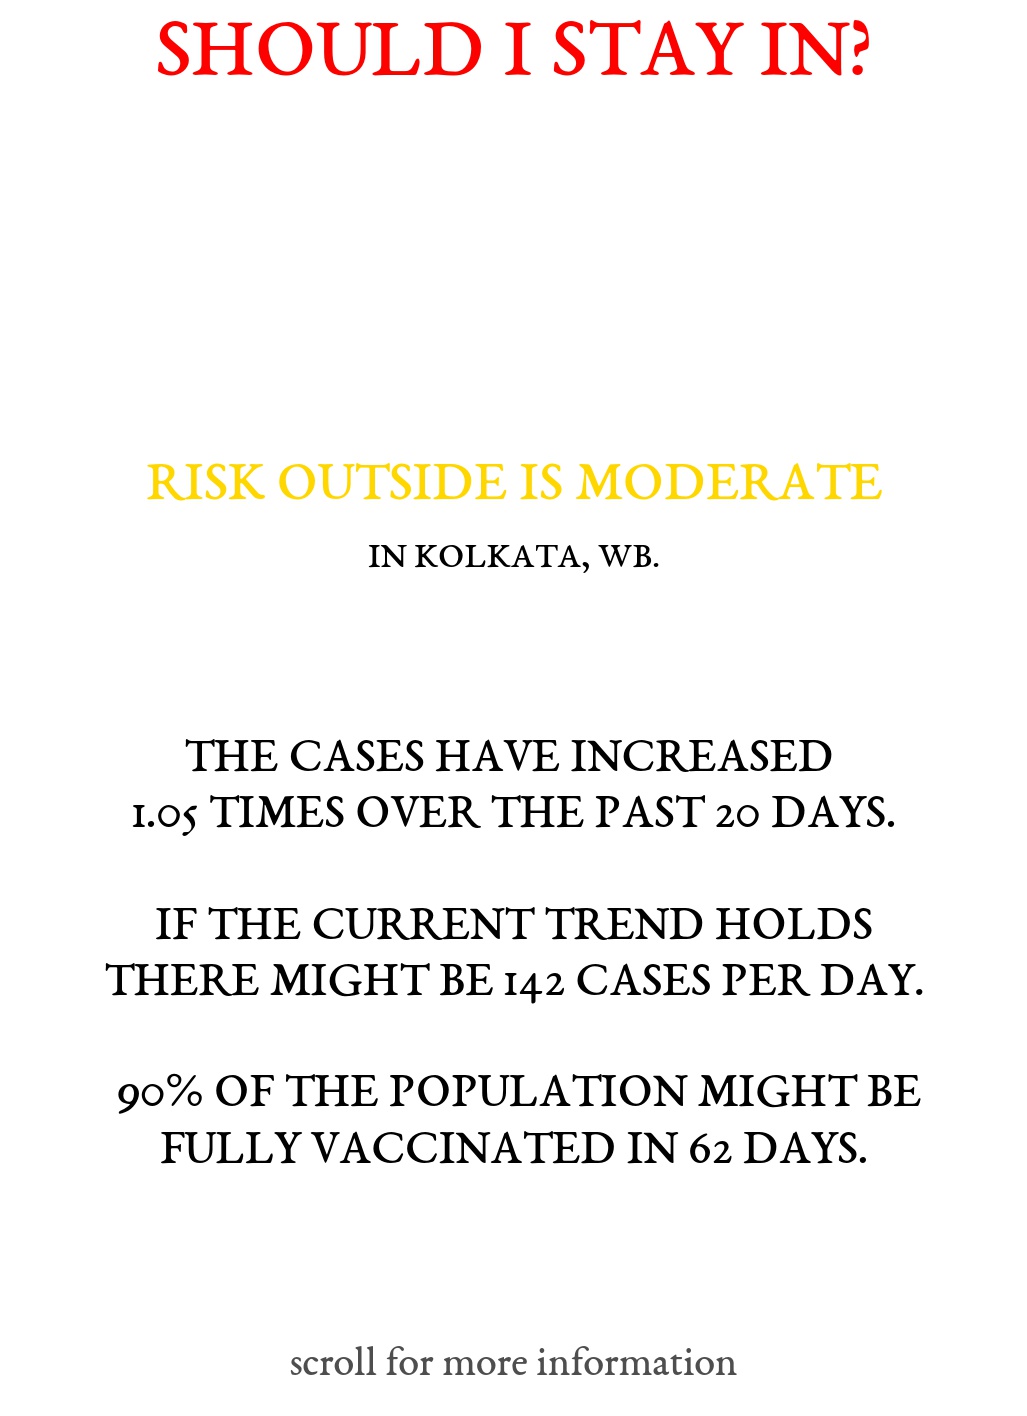 SHOULD I STAY IN?
RISK OUTSIDE IS MODERATE
IN KOLKATA, WB.
THE CASES HAVE INCREASED
1.05 TIMES OVER THE PAST 20 DAYS.
IF THE CURRENT TREND HOLDS
THERE MIGHT BE 142 CASES PER DAY.
90% OF THE POPULATION MIGHT BE
FULLY VACCINATED IN 62 DAYS.
scroll for more information